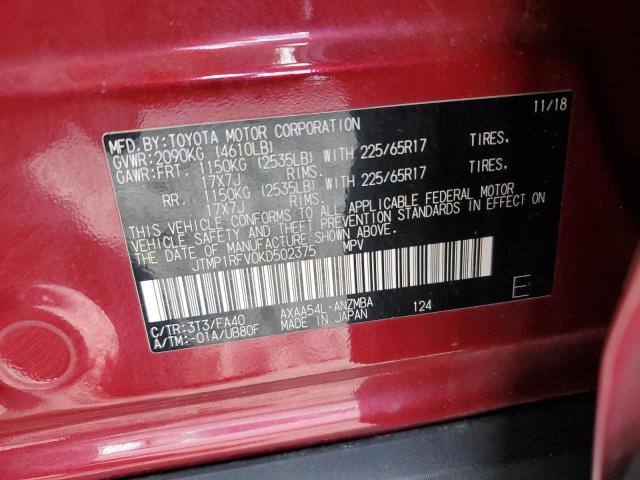 11/18
MFD.BY:TOYOTA MOTOR CORPORATION
GVWR:2090KG (4610LB)
GAWR:FRT. 1150KG (2535LB) WITH 225/65R17 TIRES.
17X7J RIMS.
RR. 1150KG (2535LB) WITH 225/65R17 TIRES.
17X7J RIMS.
THIS VEHICLE CONFORMS TO ALL APPLICABLE FEDERAL MOTOR
VEHICLE SAFETY AND THEFT PREVENTION STANDARDS IN EFFECT ON
THE DATE OF MANUFACTURE SHOWN ABOVE.
JTMP1RFV0KD502375 MPV
C/TR:3T3/FA40 AXAA54L-ANZMBA 124
A/TM:-01A/UB80F MADE IN JAPAN
E